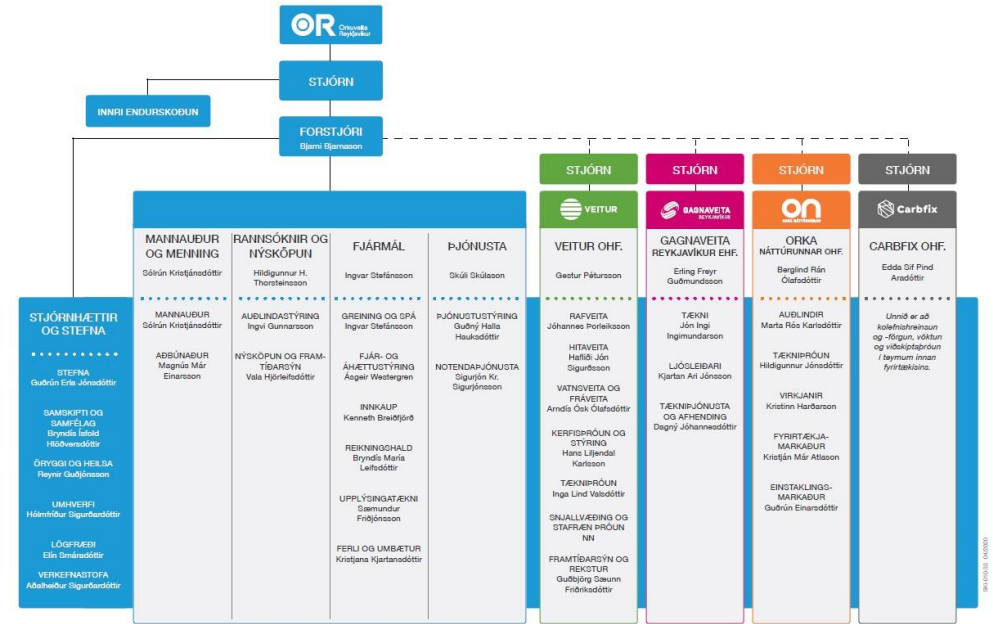 OR
Orkuveita
Reykjavíkur
STJÓRN
INNRI ENDURSKOÐUN
FORSTJÓRI
Bjarni Bjarnason
STJÓRNHÆTTIR
OG STEFNA
STEFNA
Guðrún Erla Jónsdóttir
SAMSKIPTI OG
SAMFÉLAG
Bryndís Ísfold
Hlöðversdóttir
ÖRYGGI OG HEILSA
Reynir Guðjónsson
UMHVERFI
Hólmfríður Sigurðardóttir
LÖGFRÆÐI
Elín Smáradóttir
VERKEFNASTOFA
Aðalheiður Sigurðardóttir
MANNAUÐUR
OG MENNING
Sólrún Kristjánsdóttir
MANNAUÐUR
Sólrún Kristjánsdóttir
AÐBÚNAÐUR
Magnús Már
Einarsson
RANNSÓKNIR OG
NÝSKÖPUN
Hildigunnur H.
Thorsteinsson
AUÐLINDASTÝRING
Ingvi Gunnarsson
NÝSKÖPUN OG FRAM-
TÍÐARSÝN
Vala Hjörleifsdóttir
FJÁRMÁL
Ingvar Stefánsson
GREINING OG SPÁ
Ingvar Stefánsson
FJÁR- OG
ÁHÆTTUSTÝRING
Ásgeir Westergren
INNKAUP
Kenneth Breiðfjörð
REIKNINGSHALD
Bryndís María
Leifsdóttir
UPPLÝSINGATÆKNI
Sæmundur
Friðjónsson
FERLI OG UMBÆTUR
Kristjana Kjartansdóttir
ÞJÓNUSTA
Skúli Skúlason
ÞJÓNUSTUSTÝRING
Guðný Halla
Hauksdóttir
NOTENDAÞJÓNUSTA
Sigurjón Kr.
Sigurjónsson
STJÓRN
VEITUR
VEITUR OHF.
Gestur Pétursson
RAFVEITA
Jóhannes Þorleiksson
HITAVEITA
Hafliði Jón
Sigurðsson
VATNSVEITA OG
FRÁVEITA
Arndís Ósk Ólafsdóttir
KERFISÞRÓUN OG
STÝRING
Hans Liljendal
Karlsson
TÆKNIÞRÓUN
Inga Lind Valsdóttir
SNJALLVÆÐING OG
STAFRÆN ÞRÓUN
NN
FRAMTÍÐARSÝN OG
REKSTUR
Guðbjörg Sæunn
Friðriksdóttir
STJÓRN
GAGNAVEITA
REYKJAVÍKUR
GAGNAVEITA
REYKJAVÍKUR EHF.
Erling Freyr
Guðmundsson
TÆKNI
Jón Ingi
Ingimundarson
LJÓSLEIÐARI
Kjartan Ari Jónsson
TÆKNIÞJÓNUSTA
OG AFHENDING
Dagný Jóhannesdóttir
STJÓRN
ON
ORKA
NÁTTÚRUNNAR OHF.
Berglind Rán
Ólafsdóttir
AUÐLINDIR
Marta Rós Karlsdóttir
TÆKNIÞRÓUN
Hildigunnur Jónsdóttir
VIRKJANIR
Kristinn Harðarson
FYRIRTÆKJA-
MARKAÐUR
Kristján Már Atlason
EINSTAKLINGS-
MARKAÐUR
Guðrún Einarsdóttir
STJÓRN
Carbfix
CARBFIX OHF.
Edda Sif Pind
Aradóttir
Unnið er að
kolefnishreinsun
og -förgun, vöktun
og viðskiptaþróun
í teymum innan
fyrirtækisins.